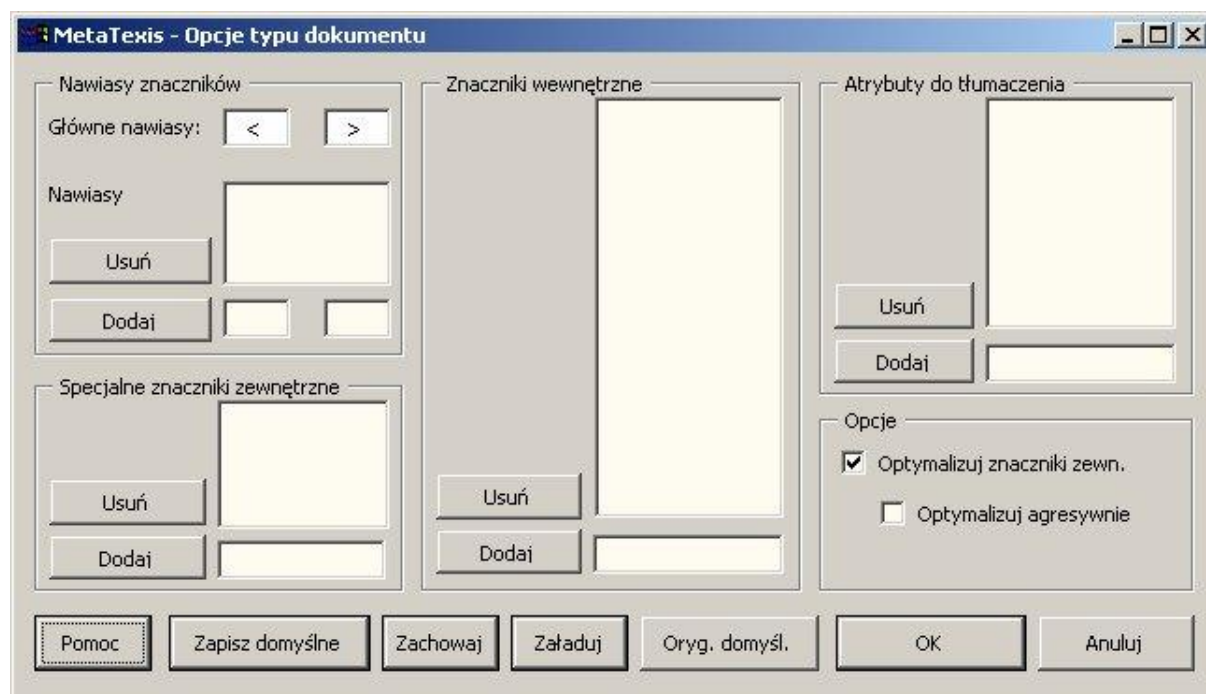 MetaTexis - Opcje typu dokumentu
Nawiasy znaczników
Główne nawiasy:
<
>
Nawiasy
Usuń
Dodaj
Specjalne znaczniki zewnętrzne
Usuń
Dodaj
Znaczniki wewnętrzne
Usuń
Dodaj
Atrybuty do tłumaczenia
Usuń
Dodaj
Opcje
Optymalizuj znaczniki zewn.
Optymalizuj agresywnie
Pomoc
Zapisz domyślne
Zachowaj
Załaduj
Oryg. domyśl.
OK
Anuluj